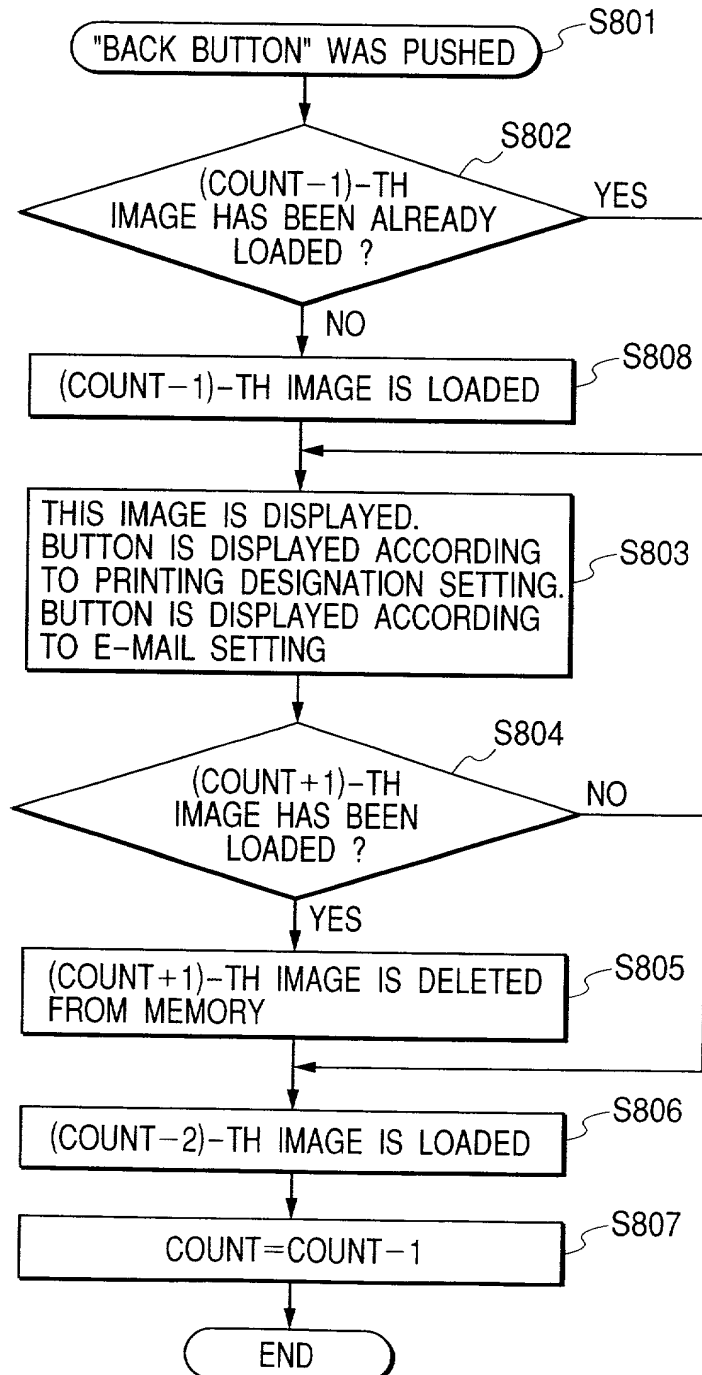 S801
"BACK BUTTON" WAS PUSHED
S802
(COUNT−1)−TH
IMAGE HAS BEEN ALREADY
LOADED ?
YES
NO
S808
(COUNT−1)−TH IMAGE IS LOADED
THIS IMAGE IS DISPLAYED.
BUTTON IS DISPLAYED ACCORDING
TO PRINTING DESIGNATION SETTING.
BUTTON IS DISPLAYED ACCORDING
TO E−MAIL SETTING
S803
S804
(COUNT+1)−TH
IMAGE HAS BEEN
LOADED ?
NO
YES
S805
(COUNT+1)−TH IMAGE IS DELETED
FROM MEMORY
S806
(COUNT−2)−TH IMAGE IS LOADED
S807
COUNT=COUNT−1
END